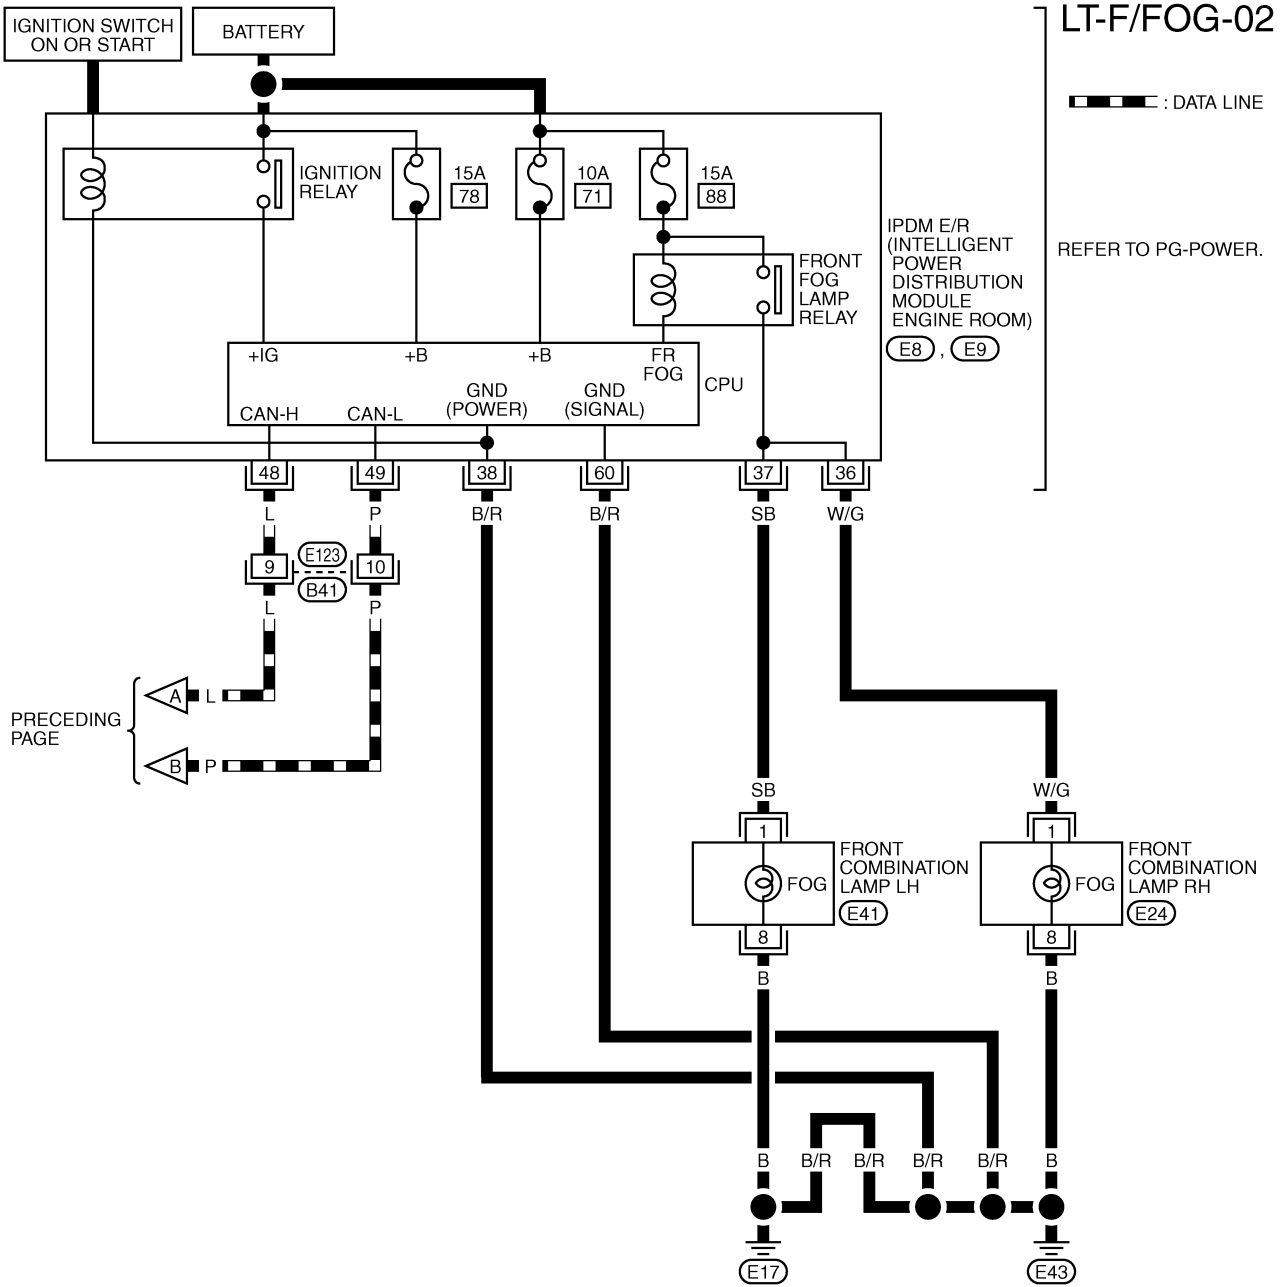 IGNITION SWITCH
ON OR START
BATTERY
LT-F/FOG-02
: DATA LINE
IGNITION
RELAY
15A
78
10A
71
15A
88
IPDM E/R
(INTELLIGENT
POWER
DISTRIBUTION
MODULE
ENGINE ROOM)
E8 , E9
REFER TO PG-POWER.
FRONT
FOG
LAMP
RELAY
+IG
+B
+B
FR
FOG
CPU
CAN-H
CAN-L
GND
(POWER)
GND
(SIGNAL)
48
49
38
60
37
36
L
P
B/R
B/R
SB
W/G
9
E123
B41
10
L
P
PRECEDING
PAGE
A
L
B
P
SB
W/G
1
1
FOG
FRONT
COMBINATION
LAMP LH
E41
FOG
FRONT
COMBINATION
LAMP RH
E24
8
8
B
B
B
B/R
B/R
B/R
B/R
B
E17
E43